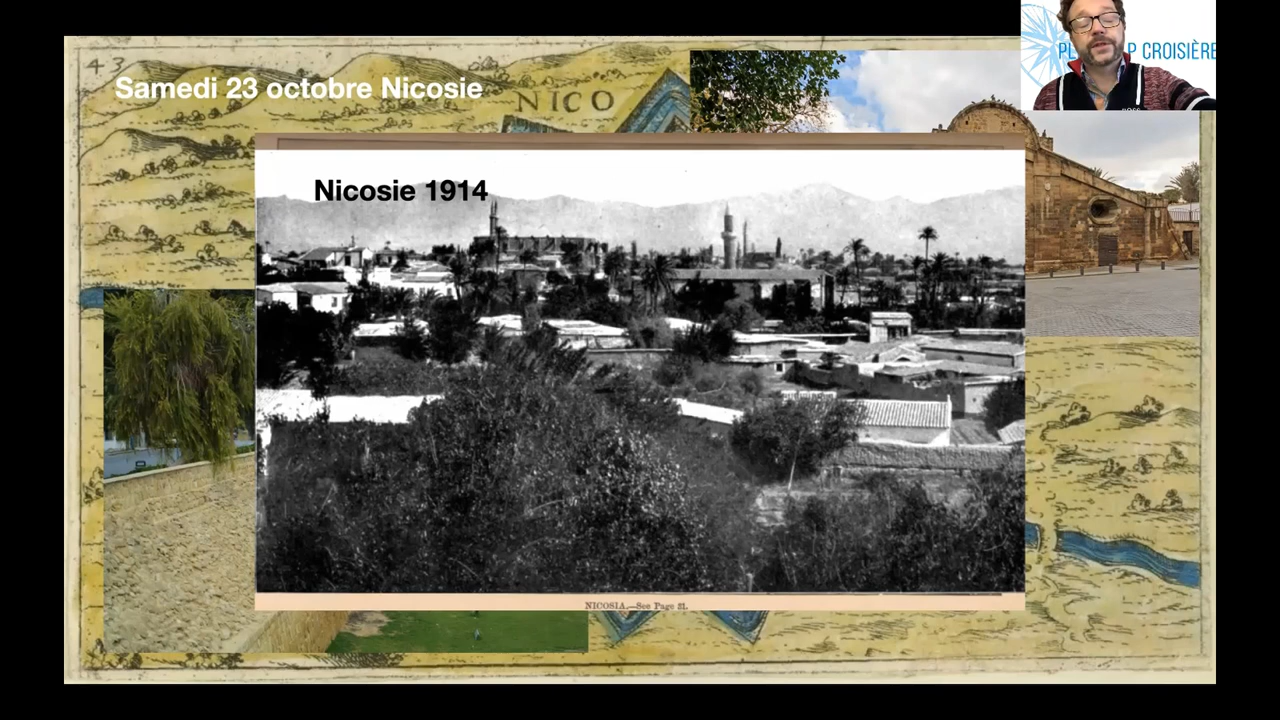 43
Samedi 23 octobre Nicosie
NICO
P CROISIÈRE
Nicosie 1914
NICOSIA.—See Page 21.